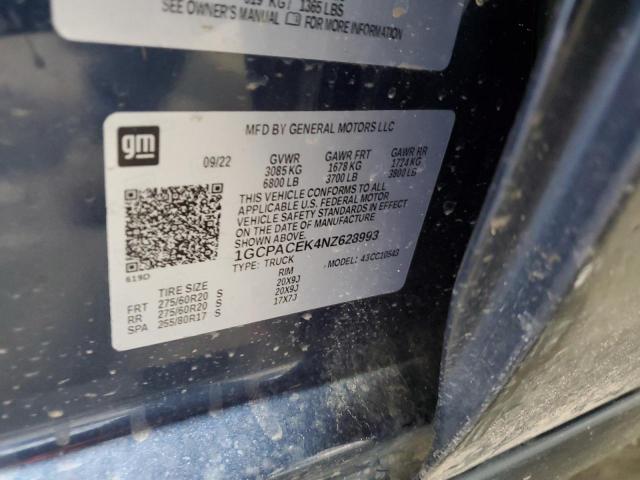 1365 LBS
SEE OWNER'S MANUAL FOR MORE INFORMATION
gm
MFD BY GENERAL MOTORS LLC
09/22 GVWR GAWR FRT GAWR RR
3085 KG 1678 KG 1724 KG
6800 LB 3700 LB 3800 LB
THIS VEHICLE CONFORMS TO ALL
APPLICABLE U.S. FEDERAL MOTOR
VEHICLE SAFETY STANDARDS IN EFFECT
ON THE DATE OF MANUFACTURE
SHOWN ABOVE.
1GCPACEK4NZ628993
TYPE: TRUCK MODEL: 43CC10543
619D
TIRE SIZE RIM
FRT 275/60R20 S 20X9J
RR 275/60R20 S 20X9J
SPA 255/80R17 S 17X7J